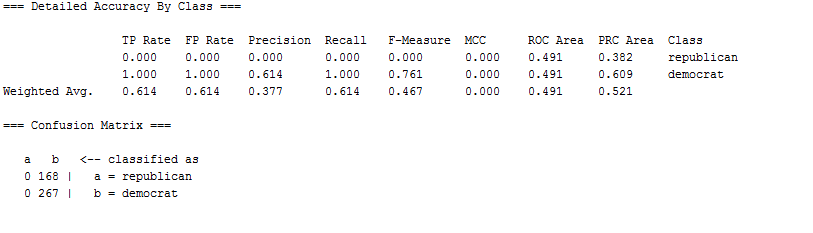 === Detailed Accuracy By Class ===
TP Rate FP Rate Precision Recall F-Measure MCC ROC Area PRC Area Class
0.000 0.000 0.000 0.000 0.000 0.000 0.491 0.382 republican
1.000 1.000 0.614 1.000 0.761 0.000 0.491 0.609 democrat
Weighted Avg. 0.614 0.614 0.377 0.614 0.467 0.000 0.491 0.521
=== Confusion Matrix ===
a b <-- classified as
0 168 | a = republican
0 267 | b = democrat